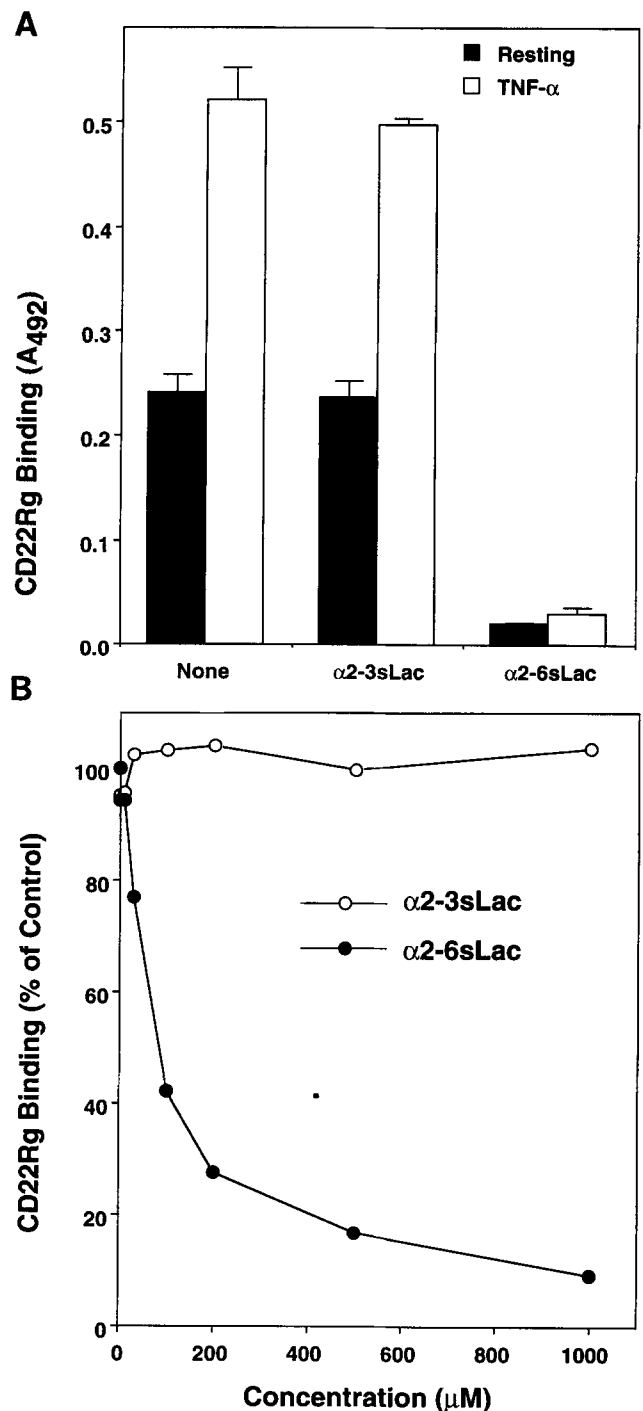 A
Resting
TNF-α
CD22Rg Binding (A492)
0.5
0.4
0.3
0.2
0.1
0.0
None
α2-3sLac
α2-6sLac
B
CD22Rg Binding (% of Control)
100
80
60
40
20
0
α2-3sLac
α2-6sLac
0
200
400
600
800
1000
Concentration (μM)